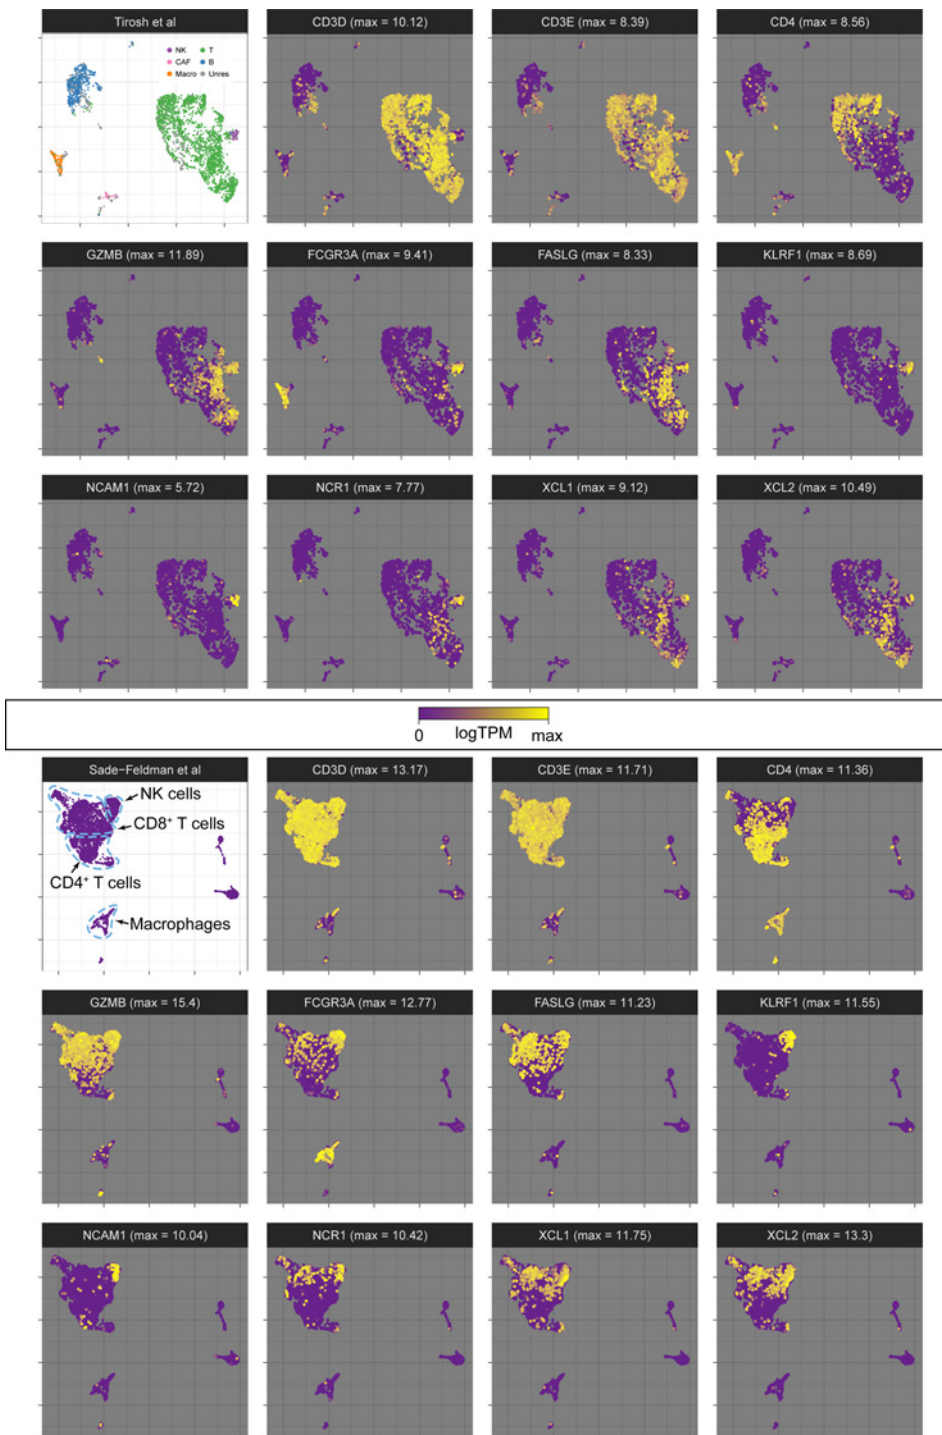 Tirosh et al
CD3D (max = 10.12)
CD3E (max = 8.39)
CD4 (max = 8.56)
NK
T
CAF
B
Macro
Unres
GZMB (max = 11.89)
FCGR3A (max = 9.41)
FASLG (max = 8.33)
KLRF1 (max = 8.69)
NCAM1 (max = 5.72)
NCR1 (max = 7.77)
XCL1 (max = 9.12)
XCL2 (max = 10.49)
0 logTPM max
Sade−Feldman et al
CD3D (max = 13.17)
CD3E (max = 11.71)
CD4 (max = 11.36)
NK cells
CD8⁺ T cells
CD4⁺ T cells
Macrophages
GZMB (max = 15.4)
FCGR3A (max = 12.77)
FASLG (max = 11.23)
KLRF1 (max = 11.55)
NCAM1 (max = 10.04)
NCR1 (max = 10.42)
XCL1 (max = 11.75)
XCL2 (max = 13.3)